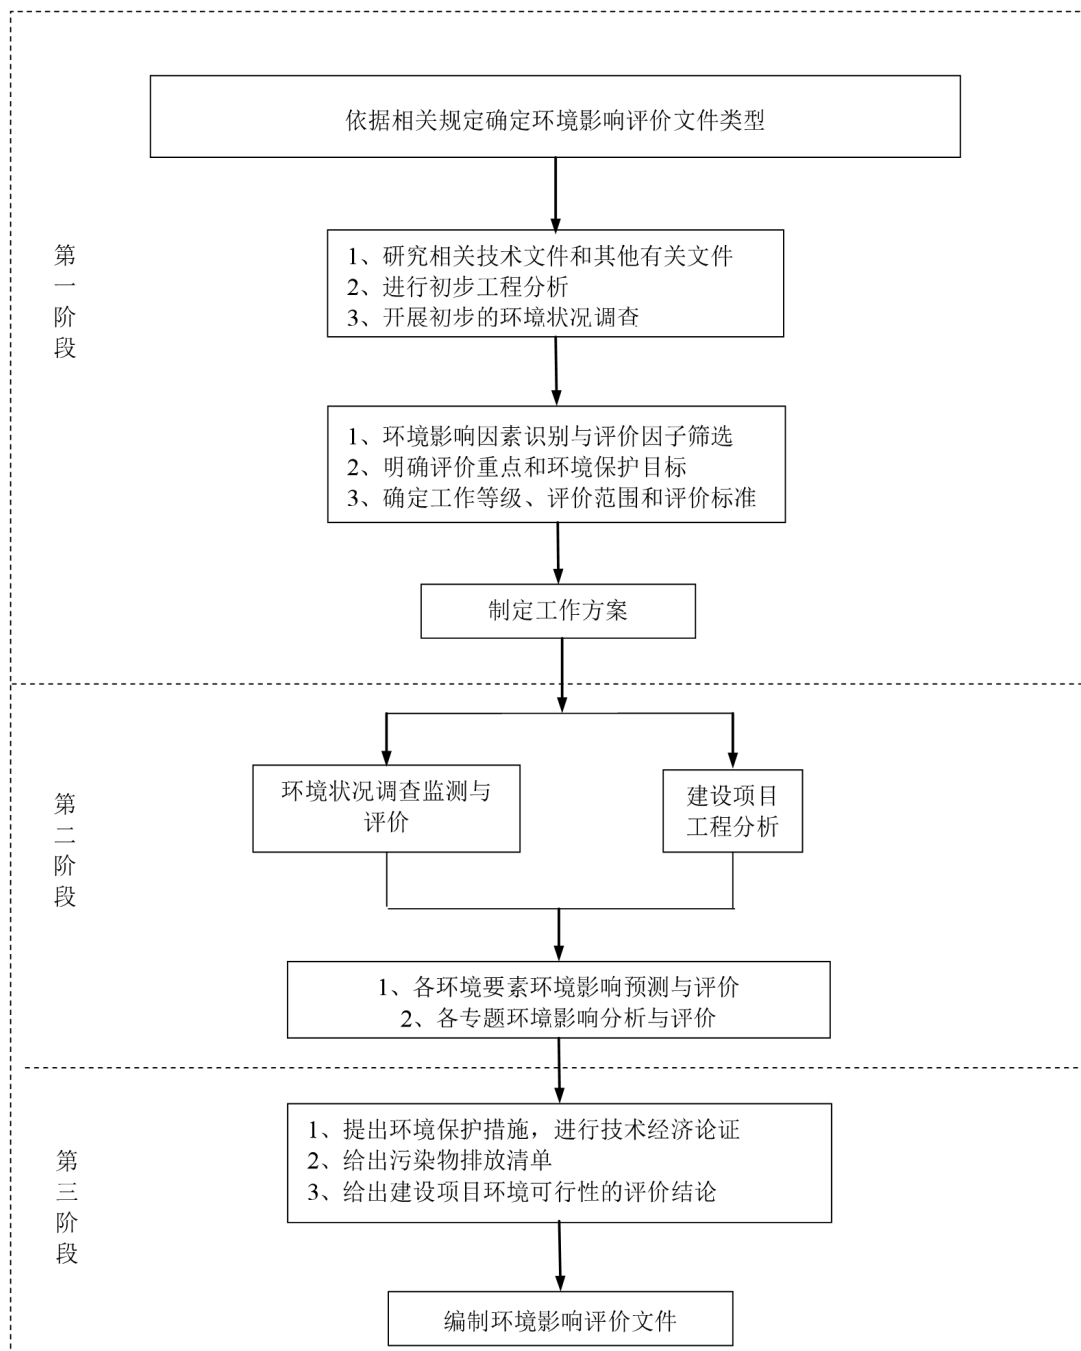 依据相关规定确定环境影响评价文件类型
第一阶段
1、研究相关技术文件和其他有关文件
2、进行初步工程分析
3、开展初步的环境状况调查
1、环境影响因素识别与评价因子筛选
2、明确评价重点和环境保护目标
3、确定工作等级、评价范围和评价标准
制定工作方案
第二阶段
环境状况调查监测与
评价
建设项目
工程分析
1、各环境要素环境影响预测与评价
2、各专题环境影响分析与评价
第三阶段
1、提出环境保护措施，进行技术经济论证
2、给出污染物排放清单
3、给出建设项目环境可行性的评价结论
编制环境影响评价文件